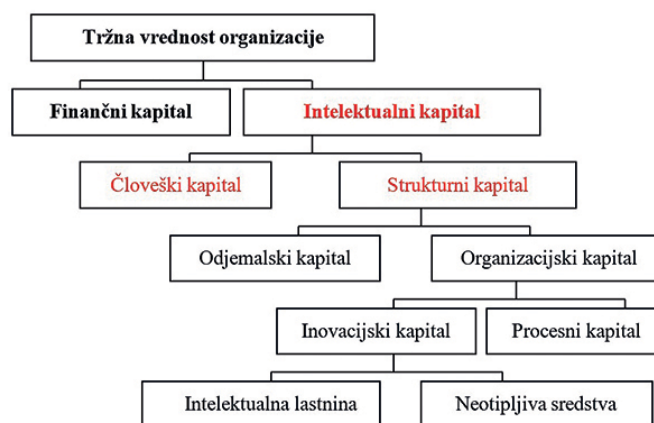 Tržna vrednost organizacije
Finančni kapital
Intelektualni kapital
Človeški kapital
Strukturni kapital
Odjemalski kapital
Organizacijski kapital
Inovacijski kapital
Procesni kapital
Intelektualna lastnina
Neotipljiva sredstva